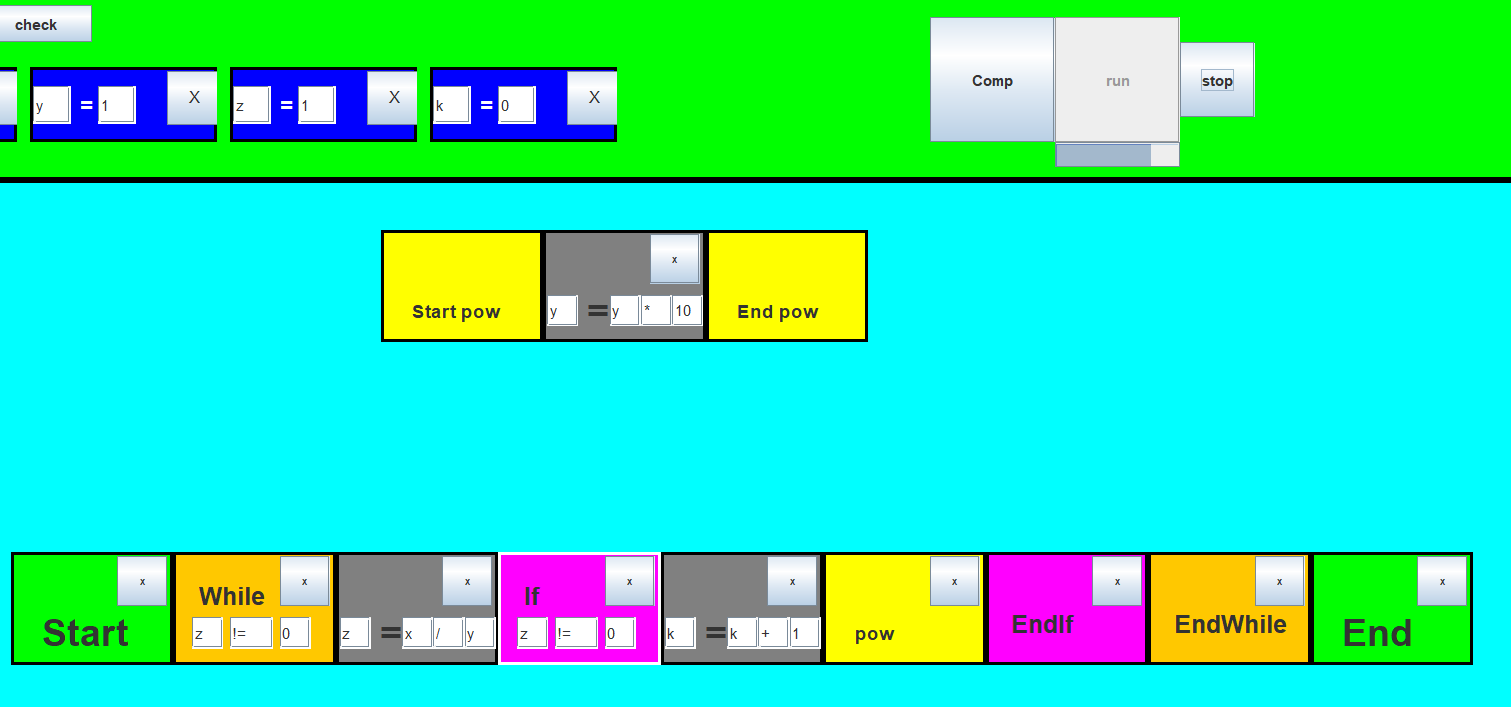 check
y = 1 X z = 1 X k = 0 X
Comp run stop
x
Start pow y = y * 10 End pow
x x x x x x x x x
While If
Start z != 0 z = x / y z != 0 k = k + 1 pow EndIf EndWhile End